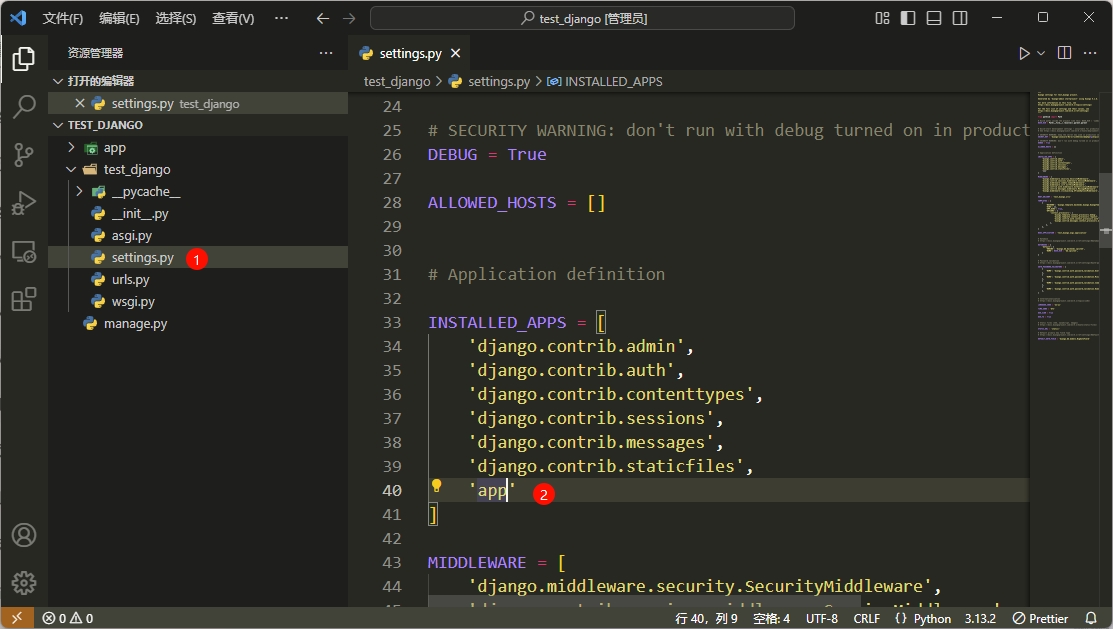 文件(F) 编辑(E) 选择(S) 查看(V) ··· test_django [管理员]
资源管理器 ···
打开的编辑器
settings.py test_django
TEST_DJANGO
app
test_django
__pycache__
__init__.py
asgi.py
settings.py 1
urls.py
wsgi.py
manage.py
settings.py
test_django > settings.py > INSTALLED_APPS
24
25 # SECURITY WARNING: don't run with debug turned on in product
26 DEBUG = True
27
28 ALLOWED_HOSTS = []
29
30
31 # Application definition
32
33 INSTALLED_APPS = [
34 'django.contrib.admin',
35 'django.contrib.auth',
36 'django.contrib.contenttypes',
37 'django.contrib.sessions',
38 'django.contrib.messages',
39 'django.contrib.staticfiles',
40 'app' 2
41 ]
42
43 MIDDLEWARE = [
44 'django.middleware.security.SecurityMiddleware',
0 0 行 40，列 9 空格: 4 UTF-8 CRLF {} Python 3.13.2 Prettier